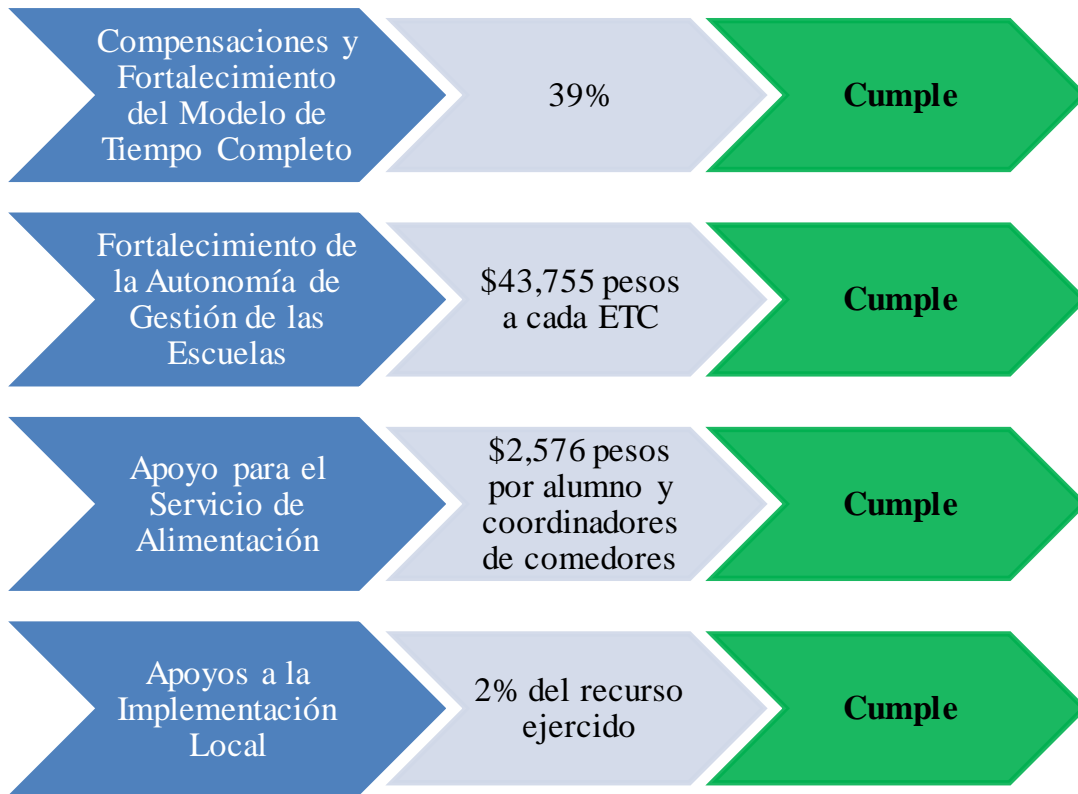 Compensaciones y
Fortalecimiento
del Modelo de
Tiempo Completo
39%
Cumple
Fortalecimiento de
la Autonomía de
Gestión de las
Escuelas
$43,755 pesos
a cada ETC
Cumple
Apoyo para el
Servicio de
Alimentación
$2,576 pesos
por alumno y
coordinadores
de comedores
Cumple
Apoyos a la
Implementación
Local
2% del recurso
ejercido
Cumple